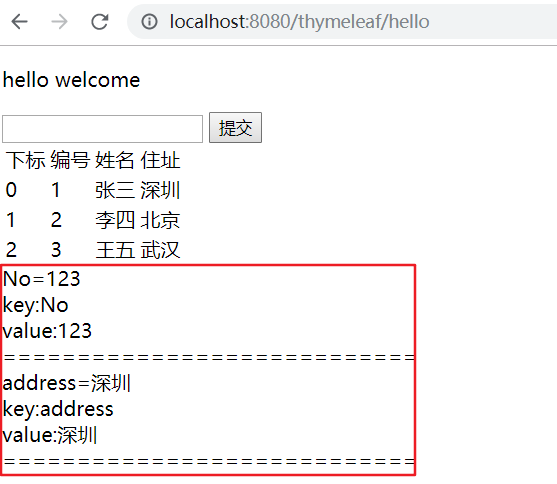 localhost:8080/thymeleaf/hello
hello welcome
提交
下标 编号 姓名 住址
0 1 张三 深圳
1 2 李四 北京
2 3 王五 武汉
No=123
key:No
value:123
============================
address=深圳
key:address
value:深圳
============================